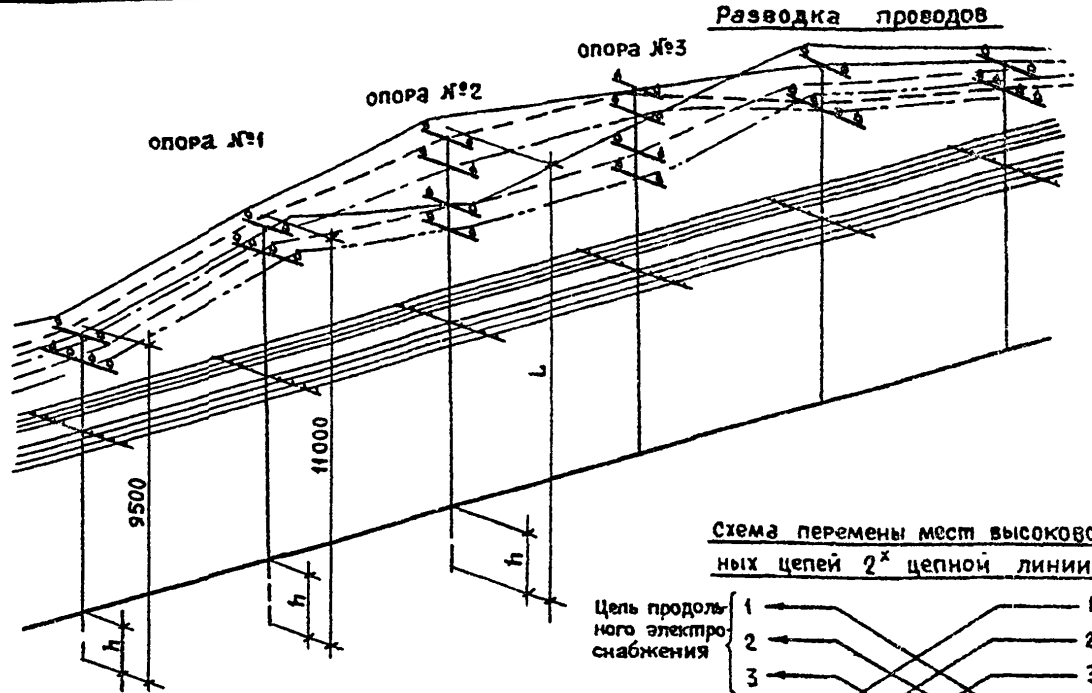 Разводка проводов
опора №3
опора №2
опора №1
9500
11000
L
h
h
h
Схема перемены мест высоково
ных цепей 2х цепной линии
Цепь продоль-
ного электро-
снабжения
1
2
3
1
2
3